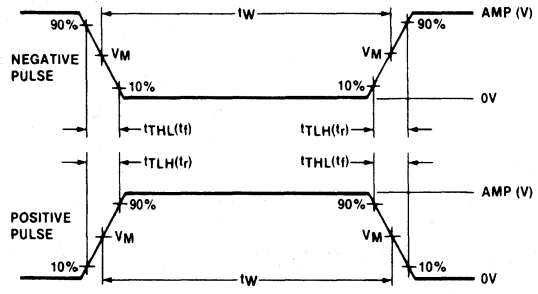 tW
AMP (V)
90% 90%
NEGATIVE
PULSE
VM VM
10% 10%
0V
tTHL(tf) tTLH(tr)
tTLH(tr) tTHL(tf)
AMP (V)
90% 90%
POSITIVE
PULSE
VM VM
10% 10%
tW
0V